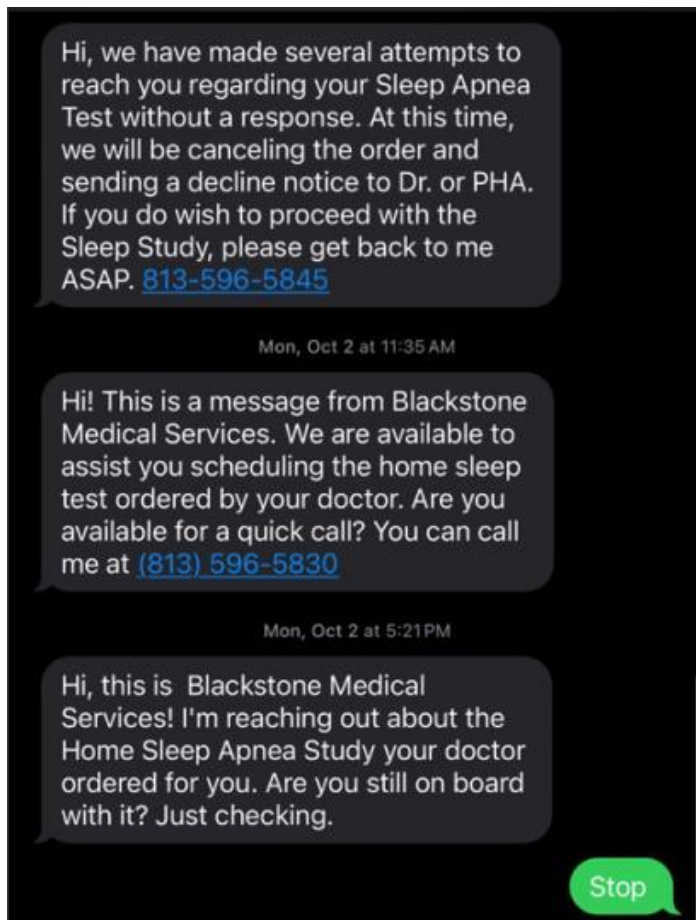 Hi, we have made several attempts to
reach you regarding your Sleep Apnea
Test without a response. At this time,
we will be canceling the order and
sending a decline notice to Dr. or PHA.
If you do wish to proceed with the
Sleep Study, please get back to me
ASAP. 813-596-5845
Mon, Oct 2 at 11:35 AM
Hi! This is a message from Blackstone
Medical Services. We are available to
assist you scheduling the home sleep
test ordered by your doctor. Are you
available for a quick call? You can call
me at (813) 596-5830
Mon, Oct 2 at 5:21 PM
Hi, this is  Blackstone Medical
Services! I'm reaching out about the
Home Sleep Apnea Study your doctor
ordered for you. Are you still on board
with it? Just checking.
Stop